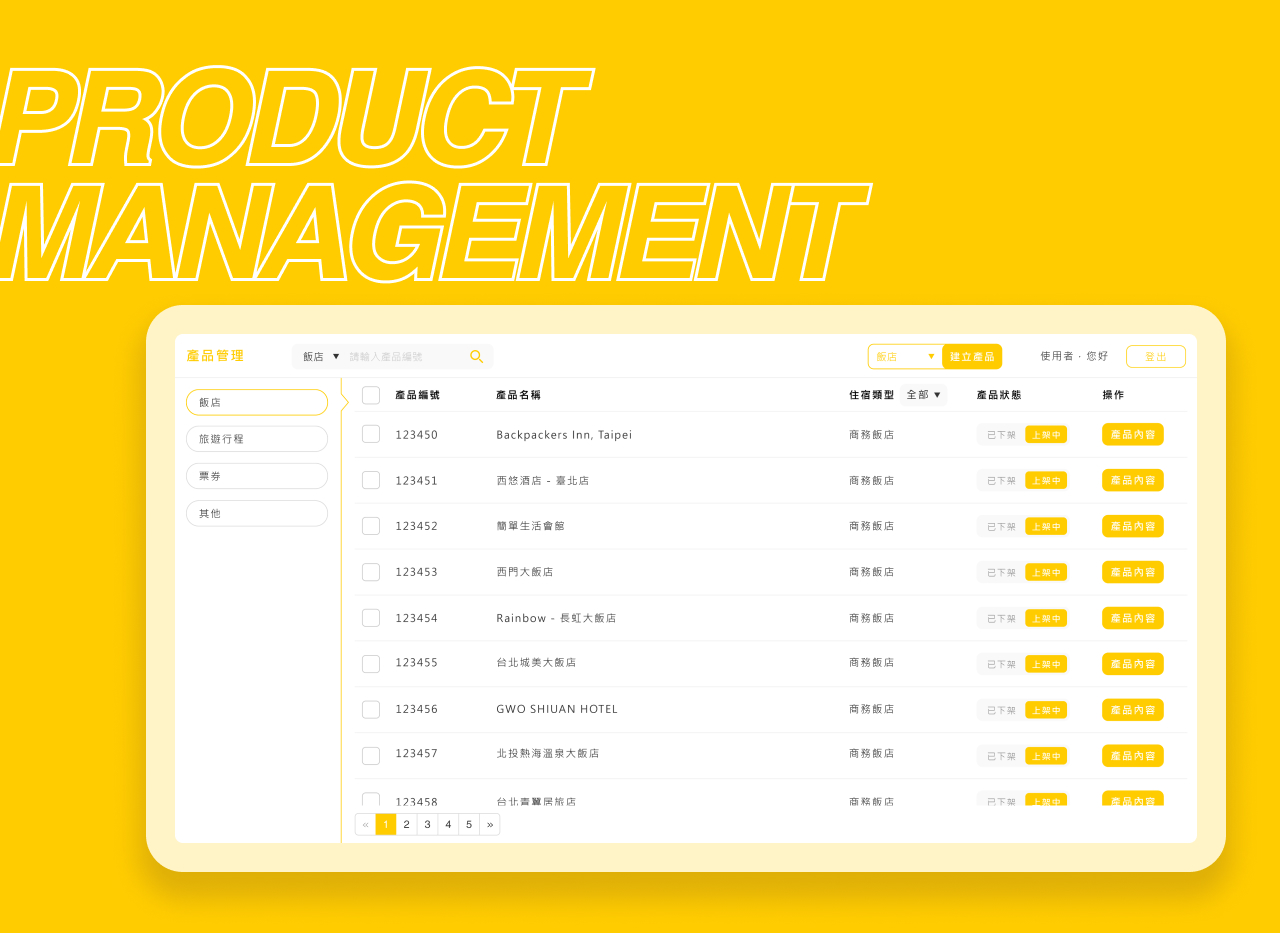 PRODUCT
MANAGEMENT
產品管理 飯店 ▼ 請輸入產品編號 飯店 ▼ 建立產品 使用者 · 您好 登出
飯店
旅遊行程
票券
其他
產品編號 產品名稱 住宿類型 全部 ▼ 產品狀態 操作
123450 Backpackers Inn, Taipei 商務飯店 已下架 上架中 產品內容
123451 西悠酒店 - 臺北店 商務飯店 已下架 上架中 產品內容
123452 簡單生活會館 商務飯店 已下架 上架中 產品內容
123453 西門大飯店 商務飯店 已下架 上架中 產品內容
123454 Rainbow - 長虹大飯店 商務飯店 已下架 上架中 產品內容
123455 台北城美大飯店 商務飯店 已下架 上架中 產品內容
123456 GWO SHIUAN HOTEL 商務飯店 已下架 上架中 產品內容
123457 北投熱海溫泉大飯店 商務飯店 已下架 上架中 產品內容
123458 台北青翼居旅店 商務飯店 已下架 上架中 產品內容
« 1 2 3 4 5 »